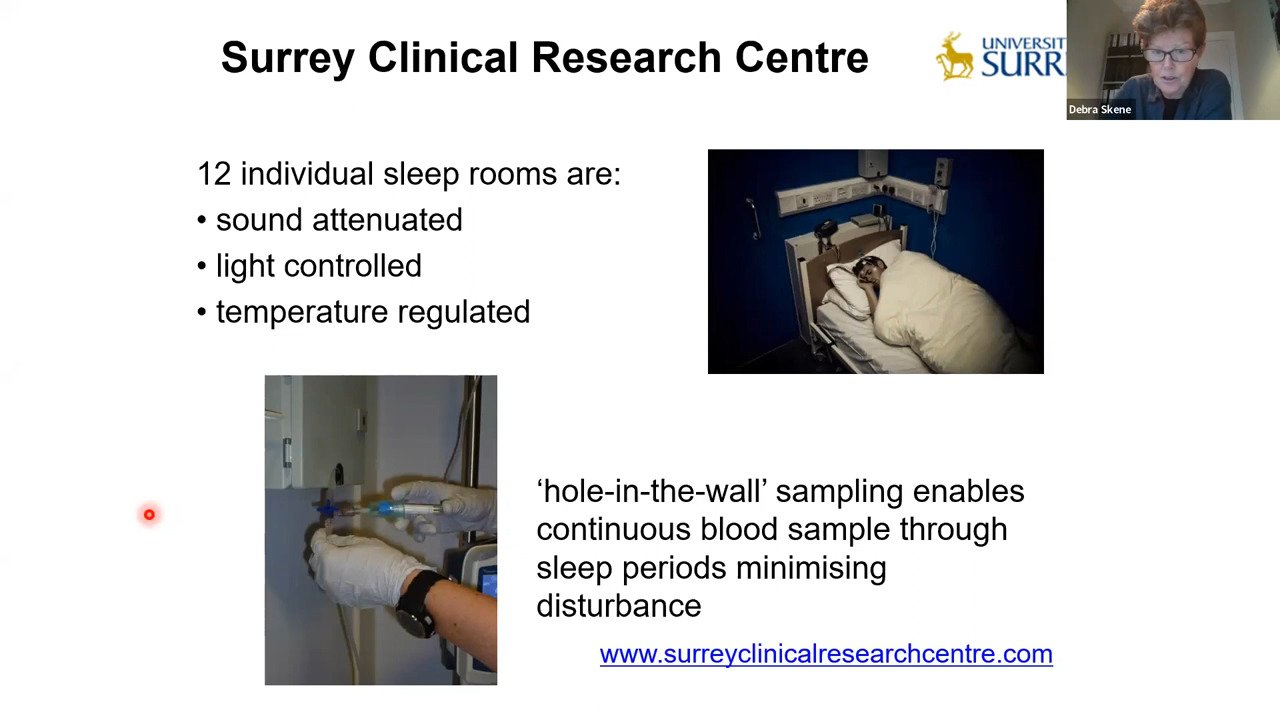 Surrey Clinical Research Centre
UNIVERSIT
SURRE
Debra Skene
12 individual sleep rooms are:
• sound attenuated
• light controlled
• temperature regulated
‘hole-in-the-wall’ sampling enables
continuous blood sample through
sleep periods minimising
disturbance
www.surreyclinicalresearchcentre.com